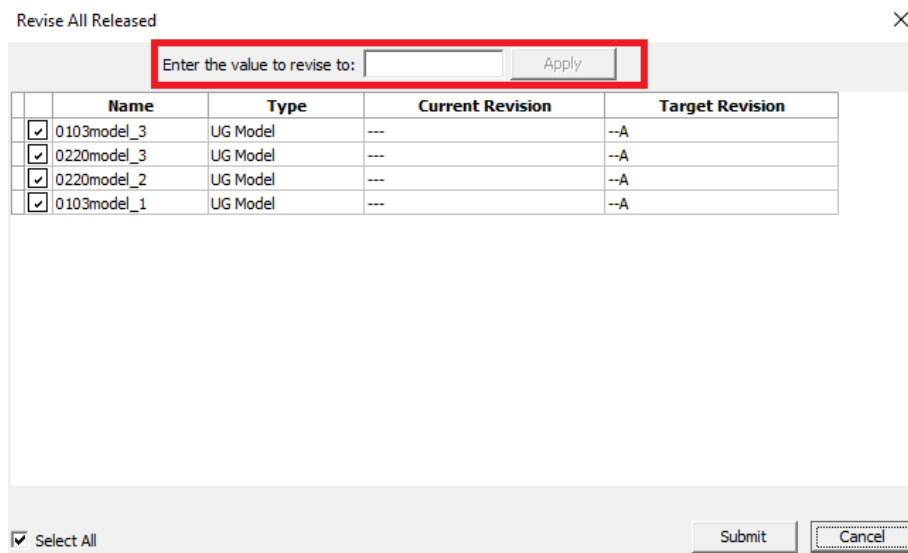 Revise All Released
Enter the value to revise to: Apply
Name Type Current Revision Target Revision
0103model_3 UG Model --- --A
0220model_3 UG Model --- --A
0220model_2 UG Model --- --A
0103model_1 UG Model --- --A
Select All Submit Cancel